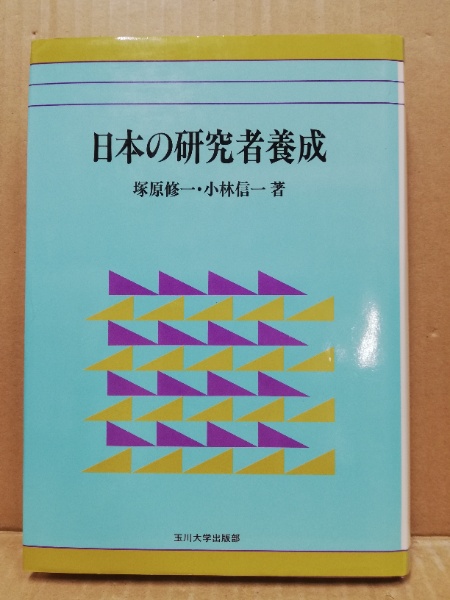 日本の研究者養成
塚原修一・小林信一 著
玉川大学出版部